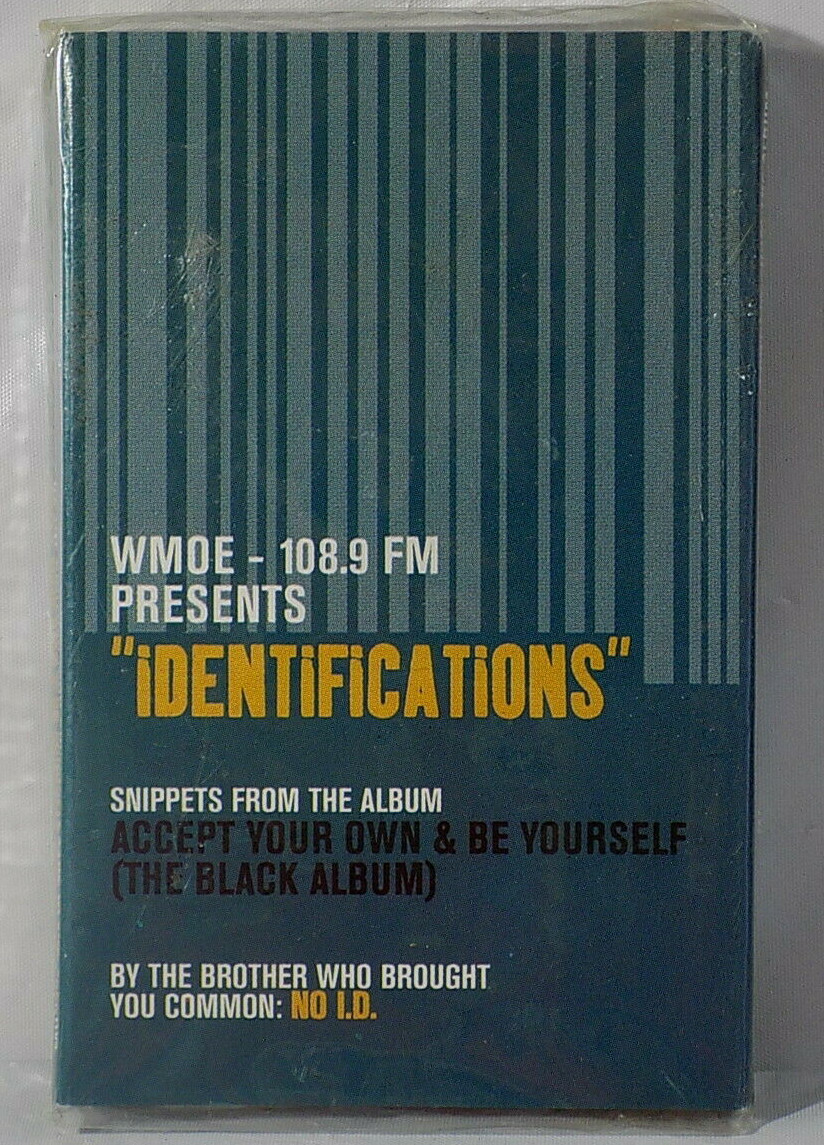 WMOE - 108.9 FM
PRESENTS
"iDENTiFiCATiONS"
SNIPPETS FROM THE ALBUM
ACCEPT YOUR OWN & BE YOURSELF
(THE BLACK ALBUM)
BY THE BROTHER WHO BROUGHT
YOU COMMON: NO I.D.